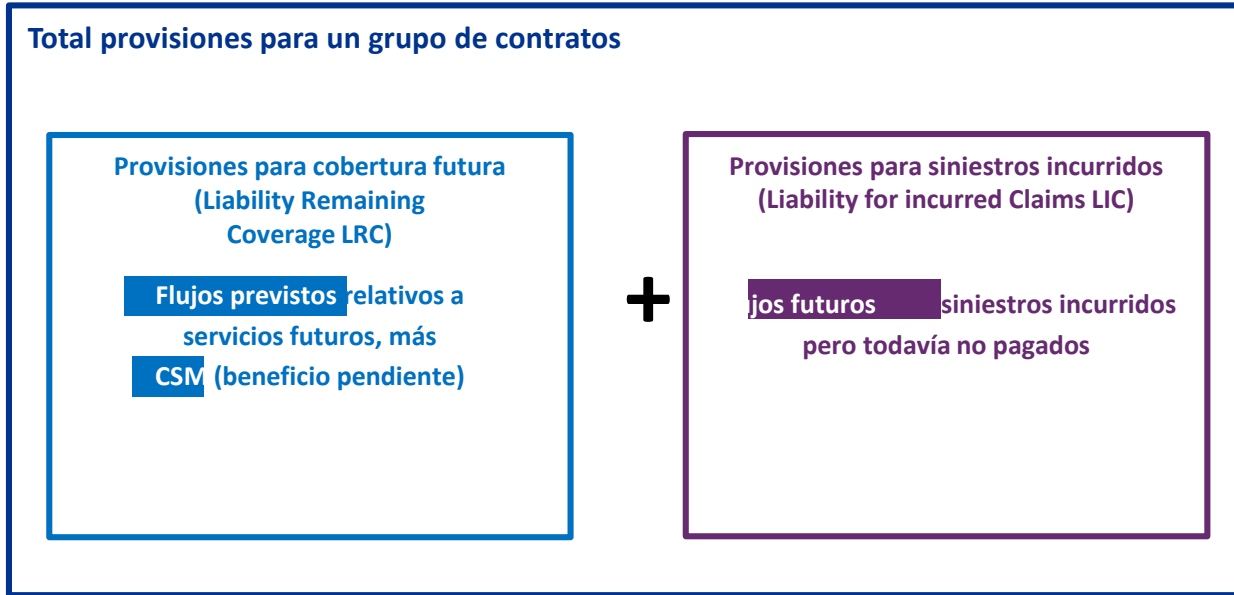 Total provisiones para un grupo de contratos
Provisiones para cobertura futura
(Liability Remaining
Coverage LRC)
Flujos previstos relativos a
servicios futuros, más
CSM (beneficio pendiente)
+
Provisiones para siniestros incurridos
(Liability for incurred Claims LIC)
jos futuros siniestros incurridos
pero todavía no pagados